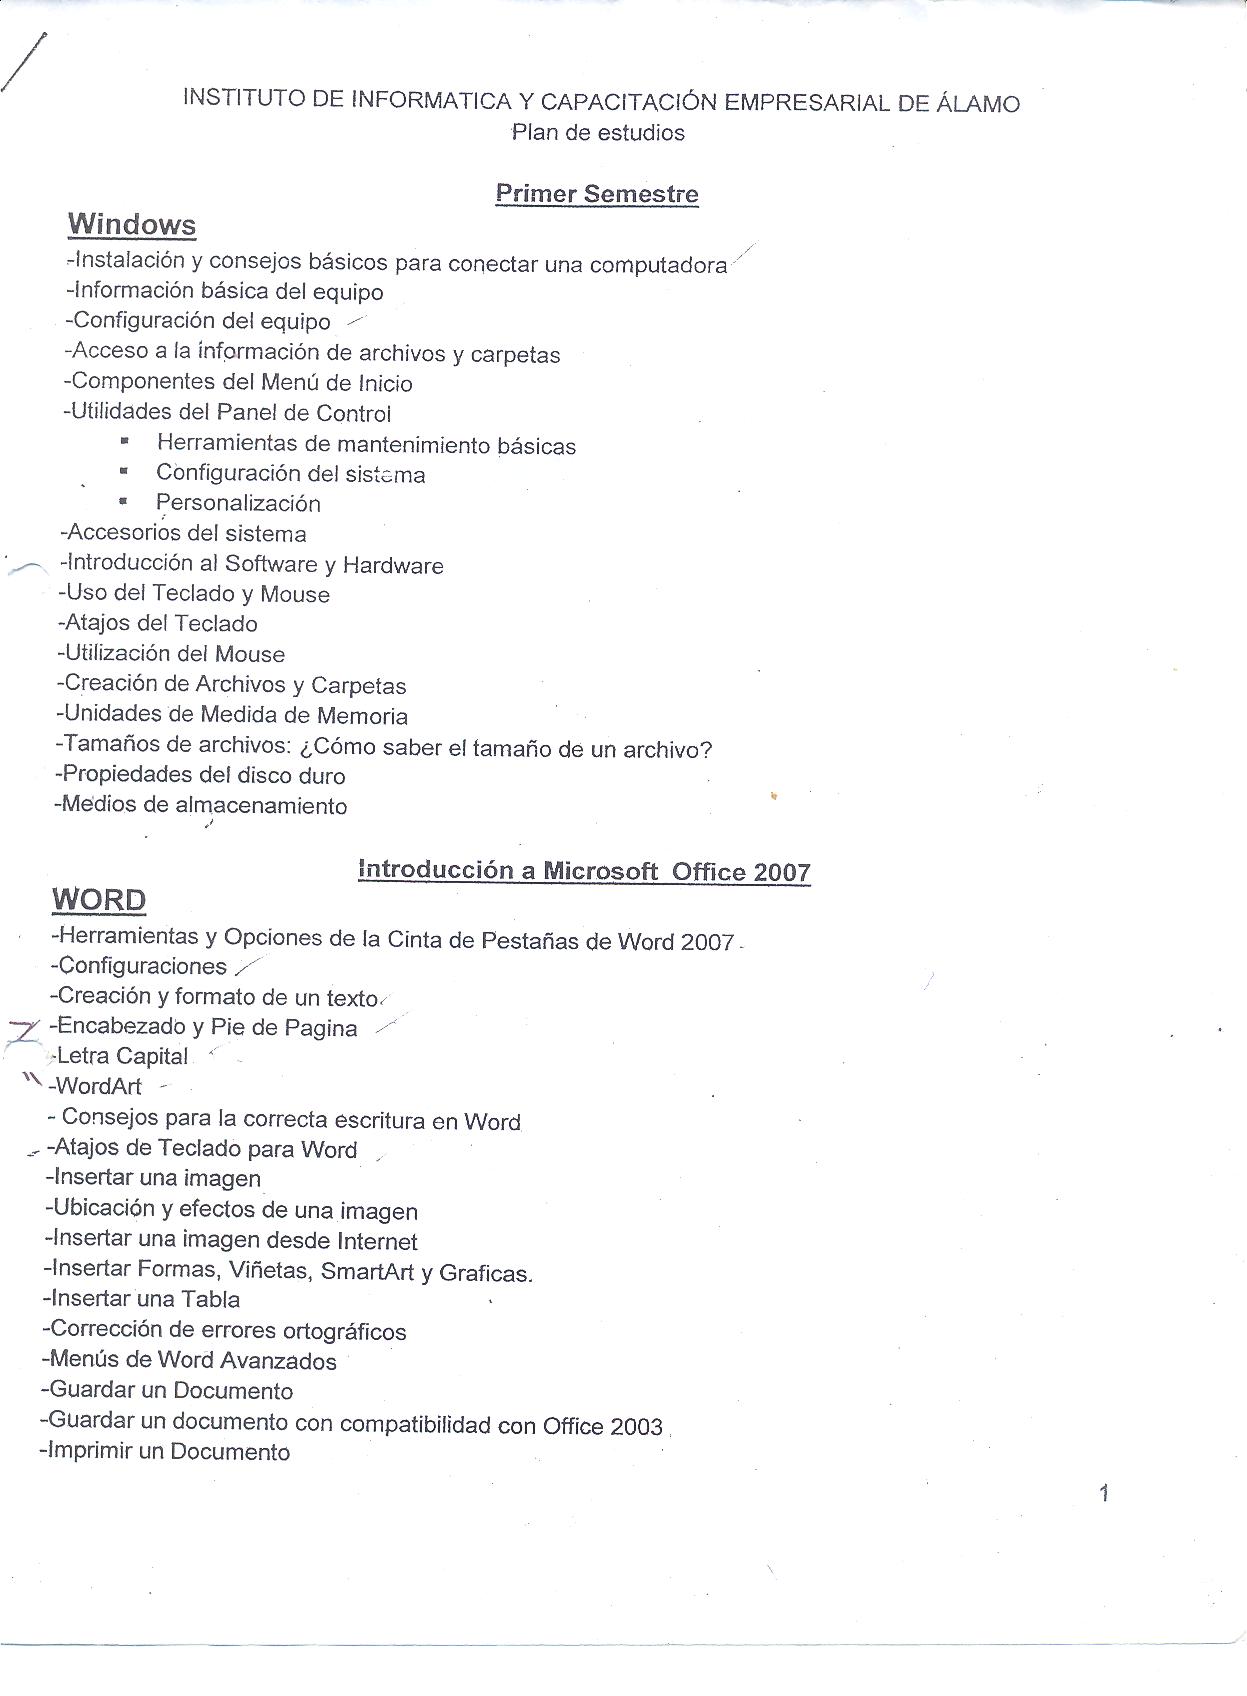 INSTITUTO DE INFORMATICA Y CAPACITACIÓN EMPRESARIAL DE ÁLAMO
Plan de estudios
Primer Semestre
Windows
-Instalación y consejos básicos para conectar una computadora
-Información básica del equipo
-Configuración del equipo
-Acceso a la información de archivos y carpetas
-Componentes del Menú de Inicio
-Utilidades del Panel de Control
▪ Herramientas de mantenimiento básicas
▪ Configuración del sistema
▪ Personalización
-Accesorios del sistema
-Introducción al Software y Hardware
-Uso del Teclado y Mouse
-Atajos del Teclado
-Utilización del Mouse
-Creación de Archivos y Carpetas
-Unidades de Medida de Memoria
-Tamaños de archivos: ¿Cómo saber el tamaño de un archivo?
-Propiedades del disco duro
-Medios de almacenamiento
Introducción a Microsoft Office 2007
WORD
-Herramientas y Opciones de la Cinta de Pestañas de Word 2007
-Configuraciones
-Creación y formato de un texto
-Encabezado y Pie de Pagina
-Letra Capital
-WordArt
- Consejos para la correcta escritura en Word
-Atajos de Teclado para Word
-Insertar una imagen
-Ubicación y efectos de una imagen
-Insertar una imagen desde Internet
-Insertar Formas, Viñetas, SmartArt y Graficas.
-Insertar una Tabla
-Corrección de errores ortográficos
-Menús de Word Avanzados
-Guardar un Documento
-Guardar un documento con compatibilidad con Office 2003
-Imprimir un Documento
1